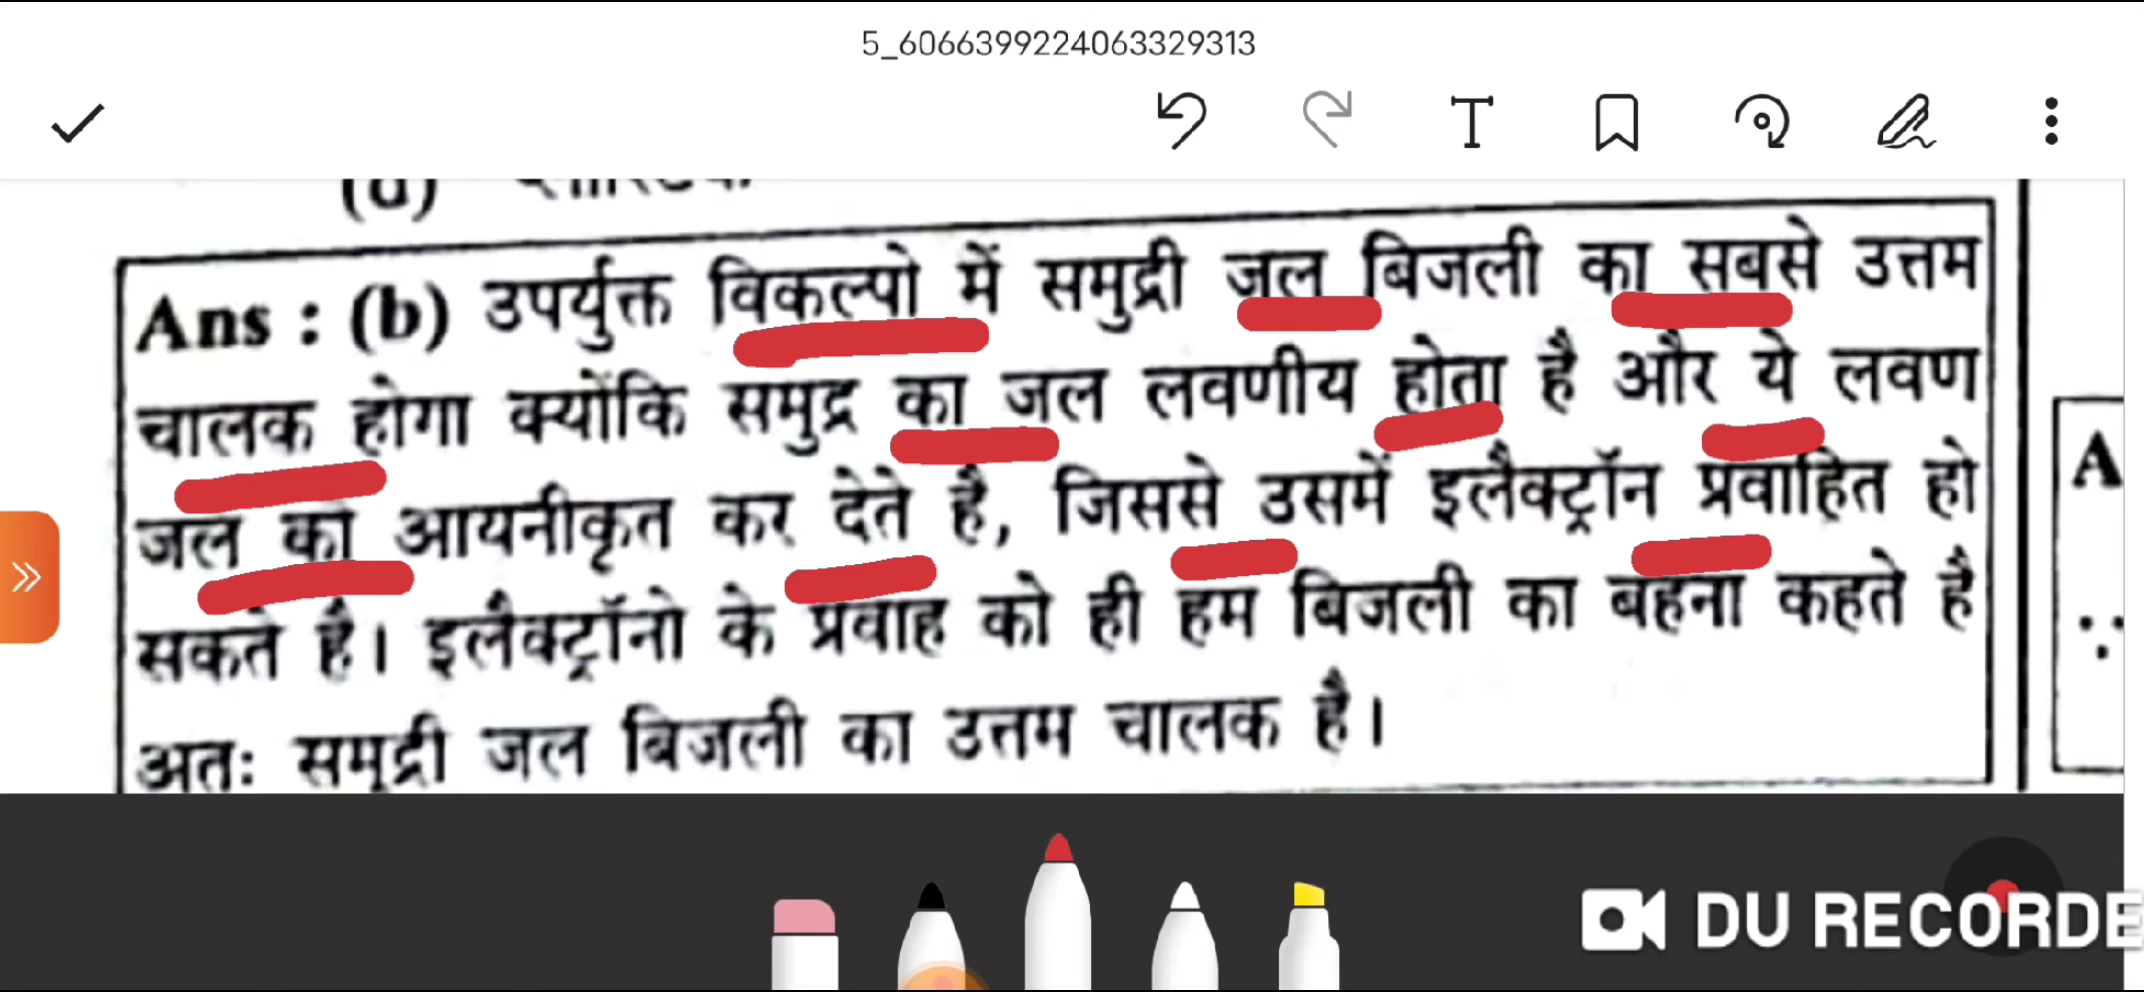 5_6066399224063329313
(d) प्लास्टिक
Ans : (b) उपर्युक्त विकल्पो में समुद्री जल बिजली का सबसे उत्तम
चालक होगा क्योंकि समुद्र का जल लवणीय होता है और ये लवण
जल को आयनीकृत कर देते है, जिससे उसमें इलैक्ट्रॉन प्रवाहित हो
सकते है। इलैक्ट्रॉनो के प्रवाह को ही हम बिजली का बहना कहते है
अतः समुद्री जल बिजली का उत्तम चालक है।
A
DU RECORDE